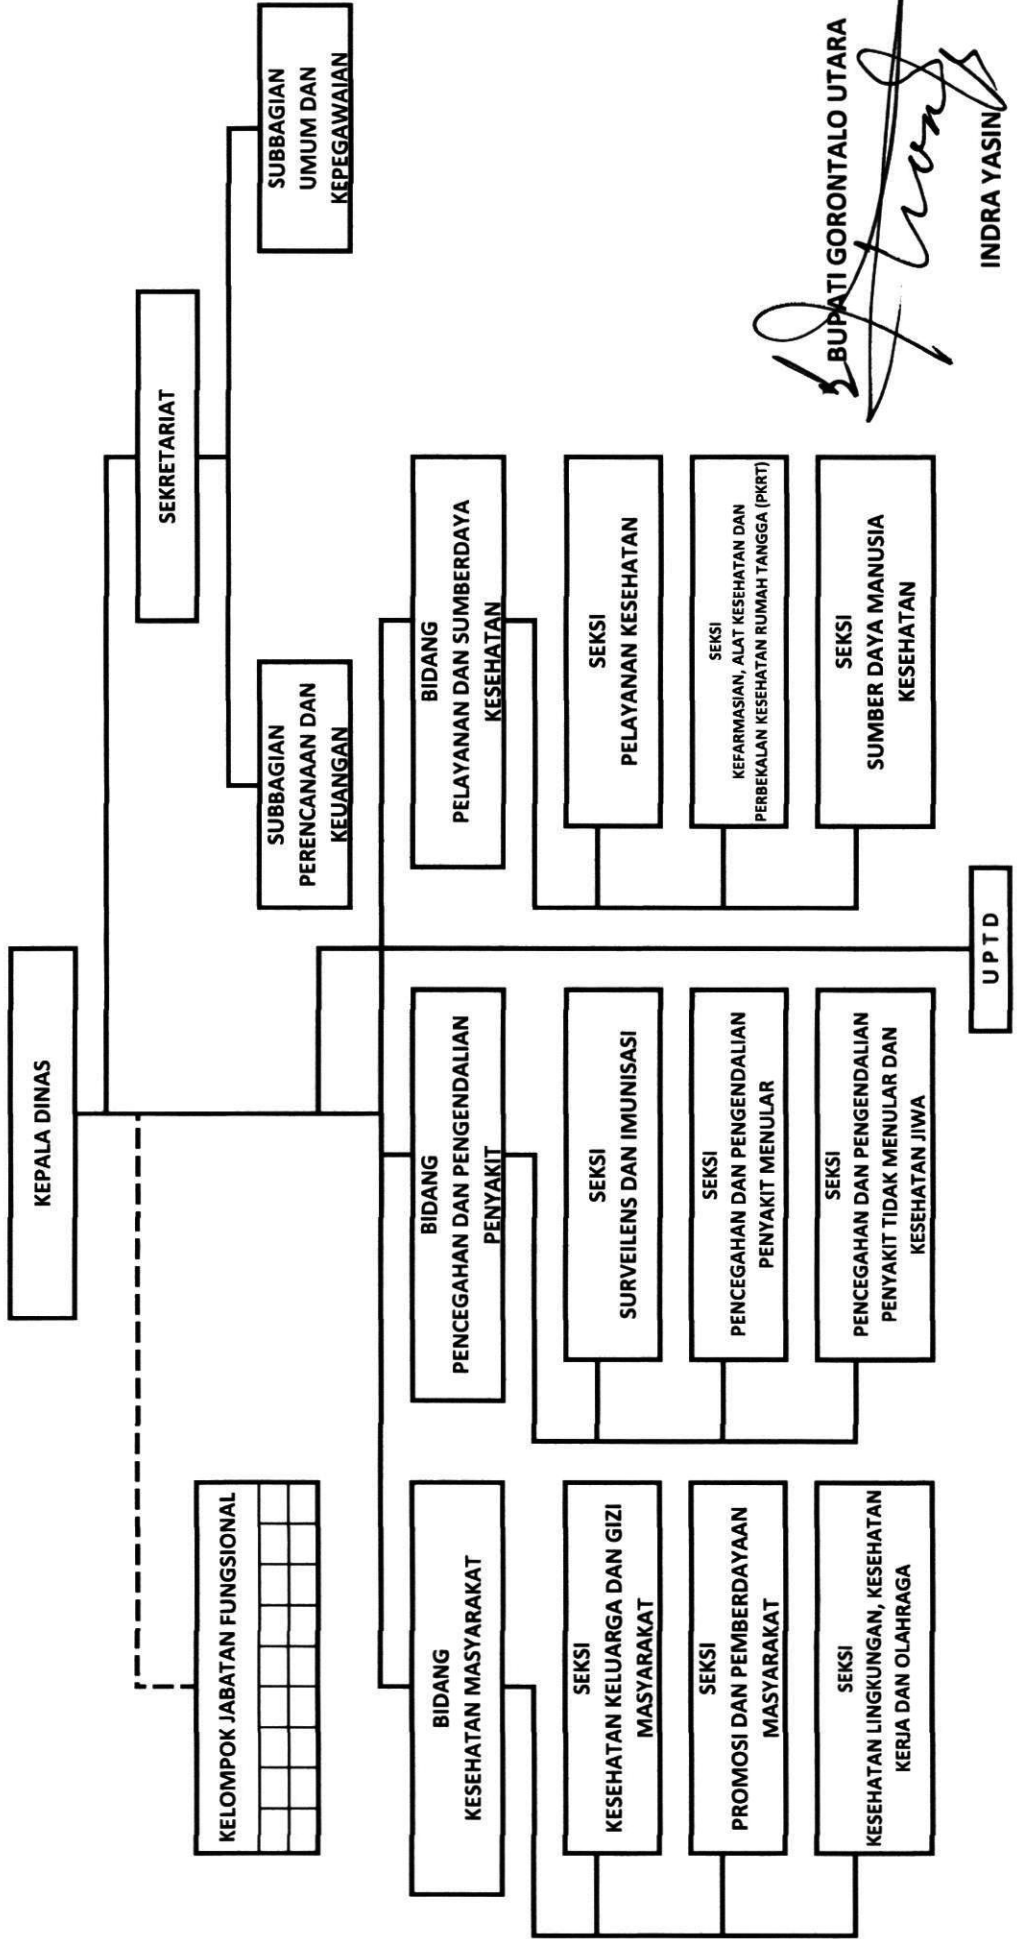 KEPALA DINAS
SEKRETARIAT
KELOMPOK JABATAN FUNGSIONAL
SUBBAGIAN
PERENCANAAN DAN
KEUANGAN
SUBBAGIAN
UMUM DAN
KEPEGAWAIAN
BIDANG
KESEHATAN MASYARAKAT
BIDANG
PENCEGAHAN DAN PENGENDALIAN
PENYAKIT
BIDANG
PELAYANAN DAN SUMBERDAYA
KESEHATAN
SEKSI
KESEHATAN KELUARGA DAN GIZI
MASYARAKAT
SEKSI
PROMOSI DAN PEMBERDAYAAN
MASYARAKAT
SEKSI
KESEHATAN LINGKUNGAN, KESEHATAN
KERJA DAN OLAHRAGA
SEKSI
SURVEILENS DAN IMUNISASI
SEKSI
PENCEGAHAN DAN PENGENDALIAN
PENYAKIT MENULAR
SEKSI
PENCEGAHAN DAN PENGENDALIAN
PENYAKIT TIDAK MENULAR DAN
KESEHATAN JIWA
SEKSI
PELAYANAN KESEHATAN
SEKSI
KEFARMASIAN, ALAT KESEHATAN DAN
PERBEKALAN KESEHATAN RUMAH TANGGA (PKRT)
SEKSI
SUMBER DAYA MANUSIA
KESEHATAN
U P T D
BUPATI GORONTALO UTARA
INDRA YASIN